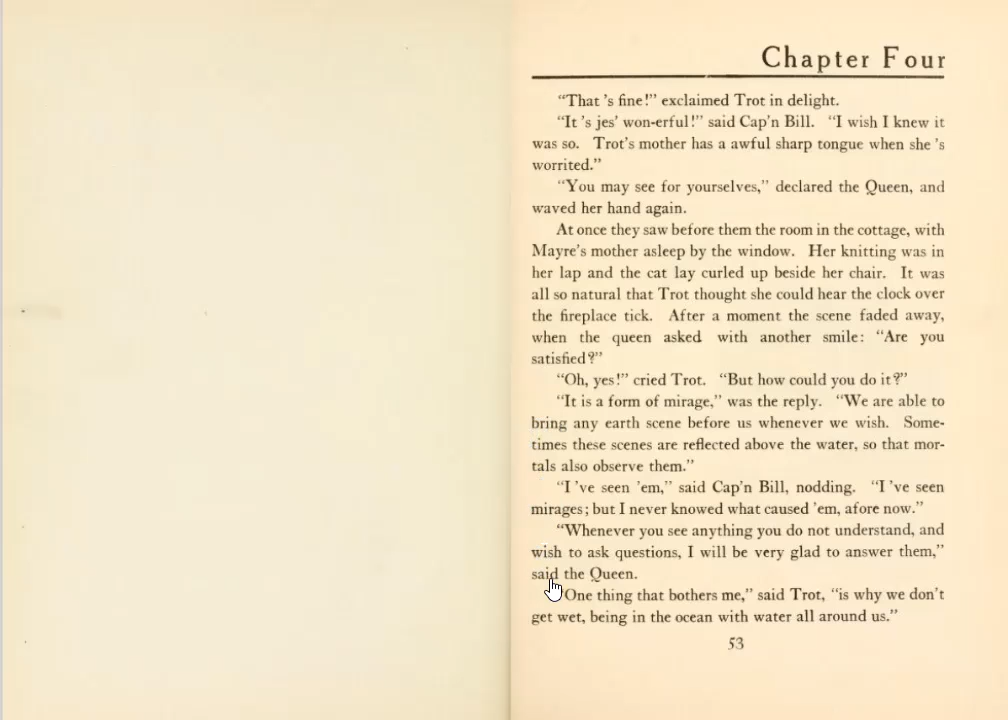 Chapter Four
"That 's fine!" exclaimed Trot in delight.
"It 's jes' won-erful!" said Cap'n Bill. "I wish I knew it
was so. Trot's mother has a awful sharp tongue when she 's
worrited."
"You may see for yourselves," declared the Queen, and
waved her hand again.
At once they saw before them the room in the cottage, with
Mayre's mother asleep by the window. Her knitting was in
her lap and the cat lay curled up beside her chair. It was
all so natural that Trot thought she could hear the clock over
the fireplace tick. After a moment the scene faded away,
when the queen asked with another smile: "Are you
satisfied?"
"Oh, yes!" cried Trot. "But how could you do it?"
"It is a form of mirage," was the reply. "We are able to
bring any earth scene before us whenever we wish. Some-
times these scenes are reflected above the water, so that mor-
tals also observe them."
"I 've seen 'em," said Cap'n Bill, nodding. "I 've seen
mirages; but I never knowed what caused 'em, afore now."
"Whenever you see anything you do not understand, and
wish to ask questions, I will be very glad to answer them,"
said the Queen.
"One thing that bothers me," said Trot, "is why we don't
get wet, being in the ocean with water all around us."
53